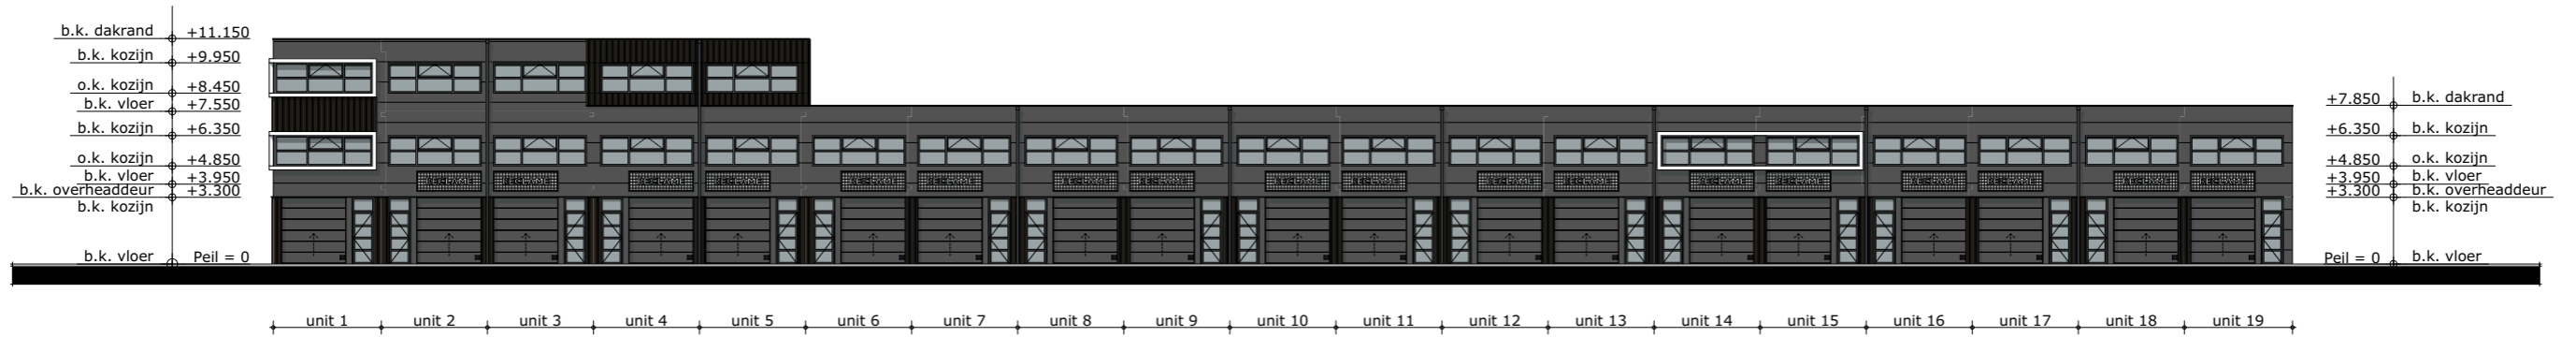 b.k. dakrand +11.150
b.k. kozijn +9.950
o.k. kozijn +8.450
b.k. vloer +7.550
b.k. kozijn +6.350
o.k. kozijn +4.850
b.k. vloer +3.950
b.k. overheaddeur +3.300
b.k. kozijn
b.k. vloer Peil = 0
+7.850 b.k. dakrand
+6.350 b.k. kozijn
+4.850 o.k. kozijn
+3.950 b.k. vloer
+3.300 b.k. overheaddeur
b.k. kozijn
Peil = 0 b.k. vloer
unit 1 unit 2 unit 3 unit 4 unit 5 unit 6 unit 7 unit 8 unit 9 unit 10 unit 11 unit 12 unit 13 unit 14 unit 15 unit 16 unit 17 unit 18 unit 19